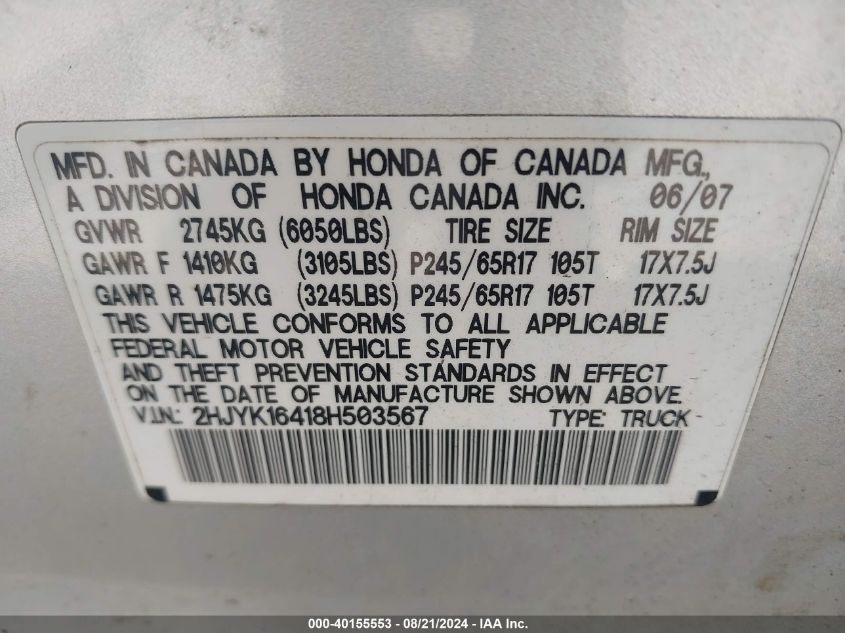 MFD. IN CANADA BY HONDA OF CANADA MFG.,
A DIVISION OF HONDA CANADA INC. 06/07
GVWR 2745KG (6050LBS) TIRE SIZE RIM SIZE
GAWR F 1410KG (3105LBS) P245/65R17 105T 17X7.5J
GAWR R 1475KG (3245LBS) P245/65R17 105T 17X7.5J
THIS VEHICLE CONFORMS TO ALL APPLICABLE
FEDERAL MOTOR VEHICLE SAFETY
AND THEFT PREVENTION STANDARDS IN EFFECT
ON THE DATE OF MANUFACTURE SHOWN ABOVE.
V.I.N: 2HJYK16418H503567 TYPE: TRUCK
000-40155553 - 08/21/2024 - IAA Inc.